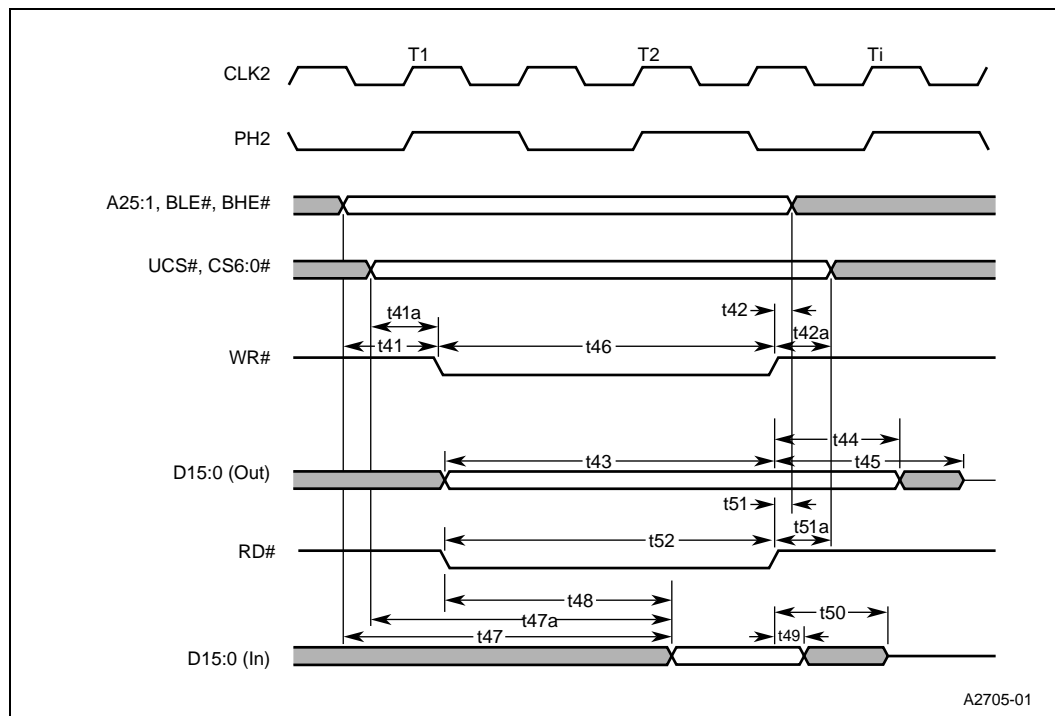 T1 T2 Ti
CLK2
PH2
A25:1, BLE#, BHE#
UCS#, CS6:0#
t41a t42 t42a
t41 t46
WR#
t44
t43 t45
D15:0 (Out)
t51 t51a
t52
RD#
t48
t47a t50
t47 t49
D15:0 (In)
A2705-01